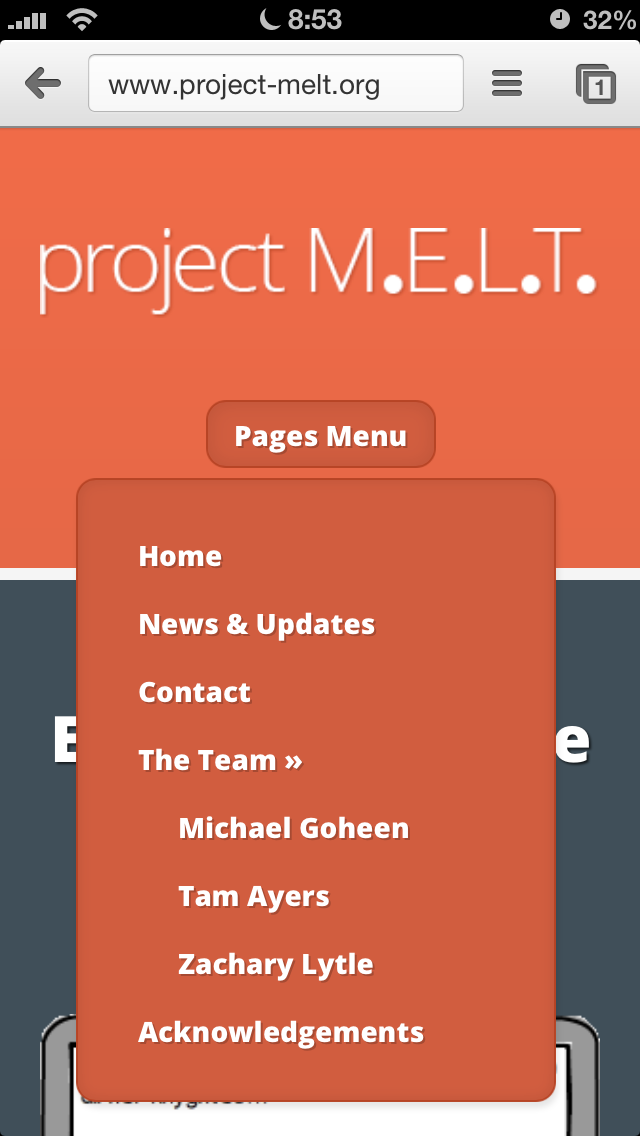 8:53
32%
www.project-melt.org
1
project M.E.L.T.
Pages Menu
Home
News & Updates
Contact
The Team »
Michael Goheen
Tam Ayers
Zachary Lytle
Acknowledgements